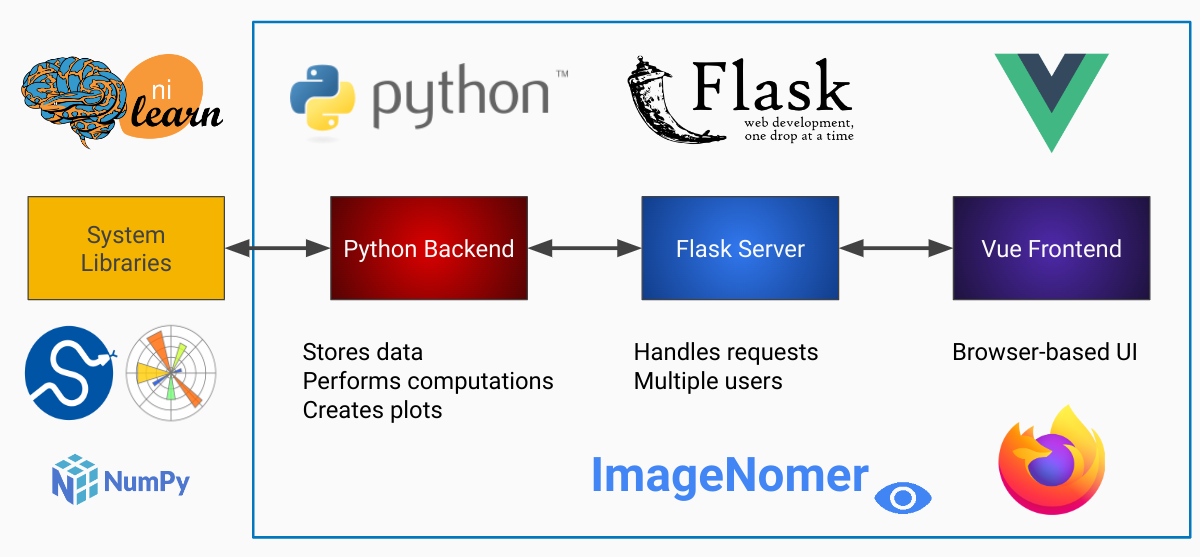 ni
learn
python™
Flask
web development,
one drop at a time
System
Libraries
Python Backend
Flask Server
Vue Frontend
Stores data
Performs computations
Creates plots
Handles requests
Multiple users
Browser-based UI
NumPy
ImageNomer